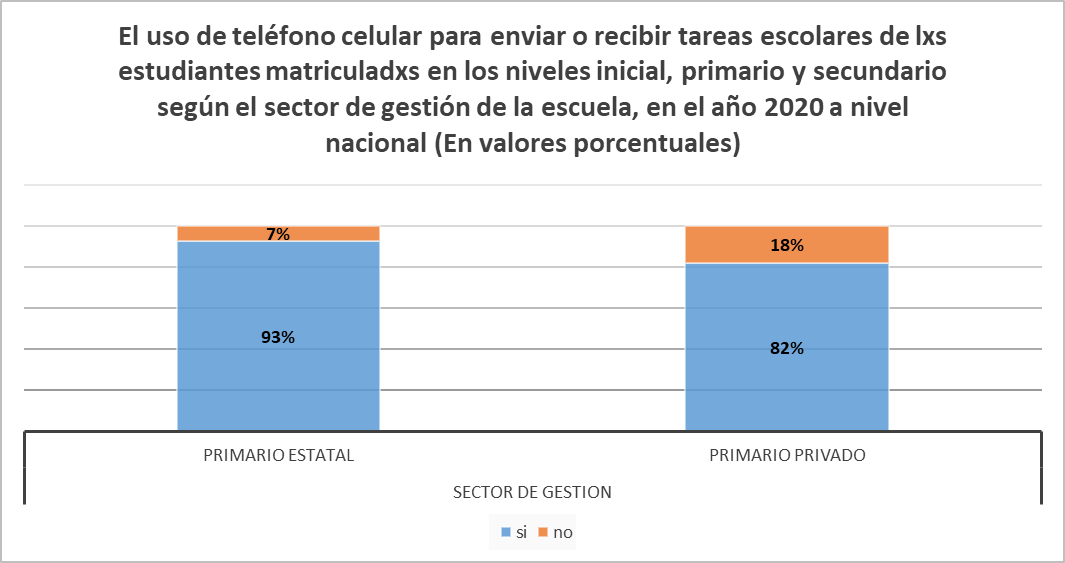 El uso de teléfono celular para enviar o recibir tareas escolares de lxs
estudiantes matriculadxs en los niveles inicial, primario y secundario
según el sector de gestión de la escuela, en el año 2020 a nivel
nacional (En valores porcentuales)
7%
18%
93%
82%
PRIMARIO ESTATAL
PRIMARIO PRIVADO
SECTOR DE GESTION
si no